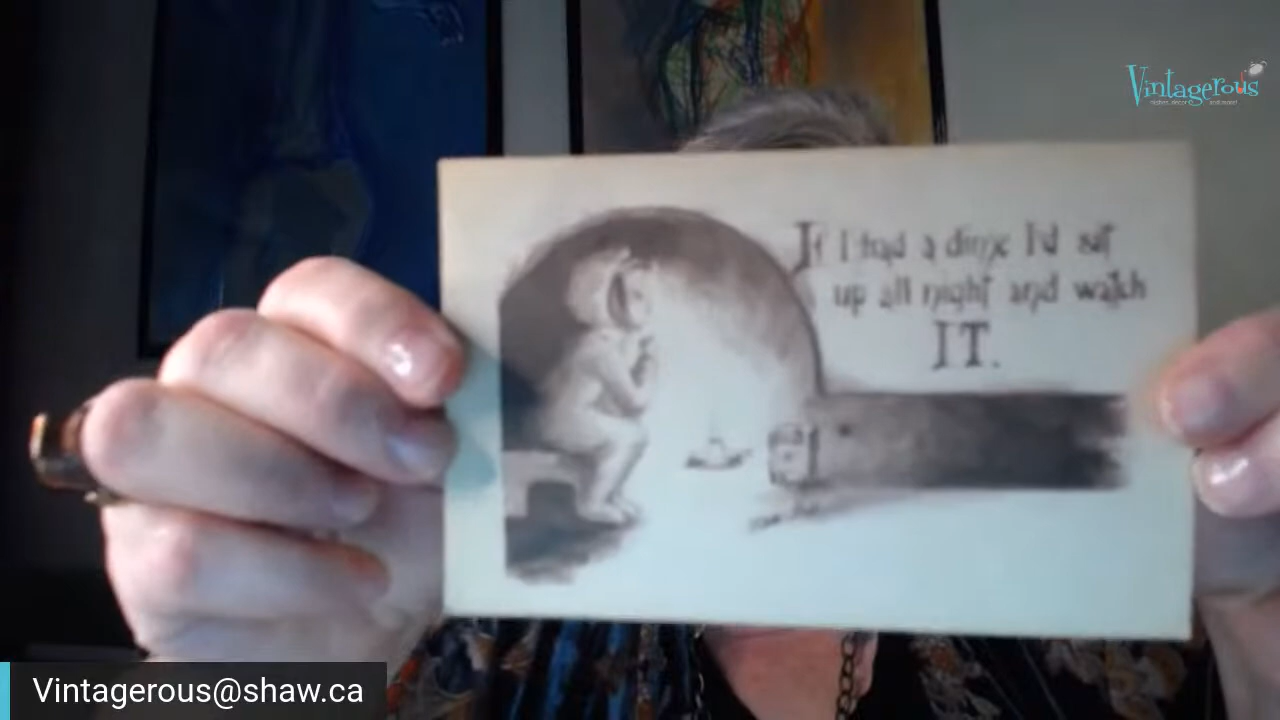 Vintagerous
If I had a dime I'd sit
up all night and watch
IT.
Vintagerous@shaw.ca